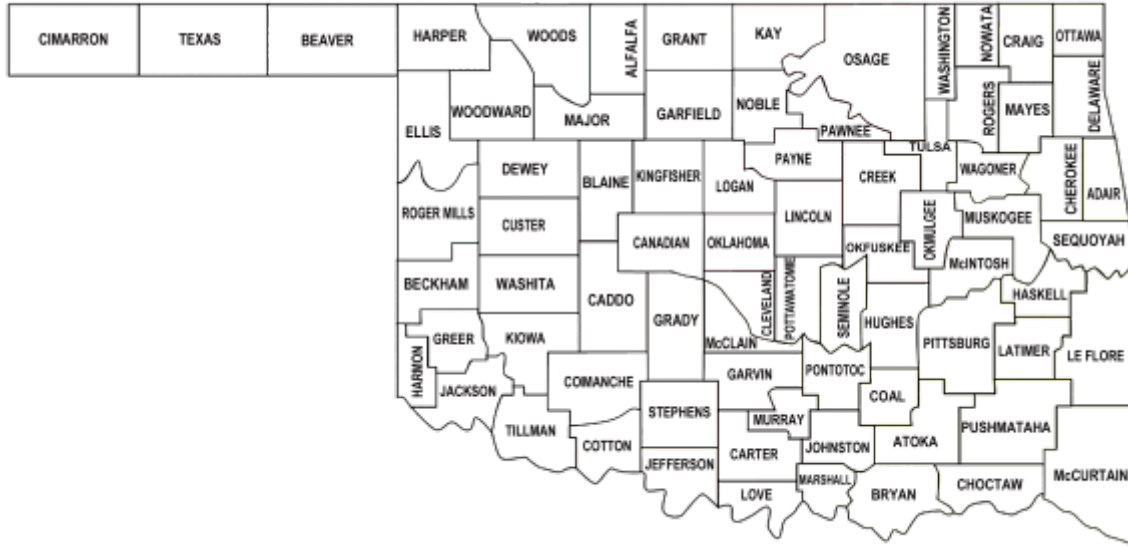 CIMARRON
TEXAS
BEAVER
HARPER
WOODS
ALFALFA
GRANT
KAY
OSAGE
WASHINGTON
NOWATA
CRAIG
OTTAWA
ELLIS
WOODWARD
MAJOR
GARFIELD
NOBLE
PAWNEE
ROGERS
MAYES
DELAWARE
DEWEY
BLAINE
KINGFISHER
LOGAN
PAYNE
CREEK
TULSA
WAGONER
CHEROKEE
ADAIR
ROGER MILLS
CUSTER
CANADIAN
OKLAHOMA
LINCOLN
OKFUSKEE
OKMULGEE
MUSKOGEE
SEQUOYAH
BECKHAM
WASHITA
CADDO
GRADY
CLEVELAND
POTTAWATOMIE
SEMINOLE
HUGHES
McINTOSH
HASKELL
HARMON
GREER
KIOWA
McCLAIN
PITTSBURG
LATIMER
LE FLORE
JACKSON
COMANCHE
GARVIN
PONTOTOC
COAL
TILLMAN
COTTON
STEPHENS
MURRAY
JOHNSTON
ATOKA
PUSHMATAHA
JEFFERSON
CARTER
LOVE
MARSHALL
BRYAN
CHOCTAW
McCURTAIN